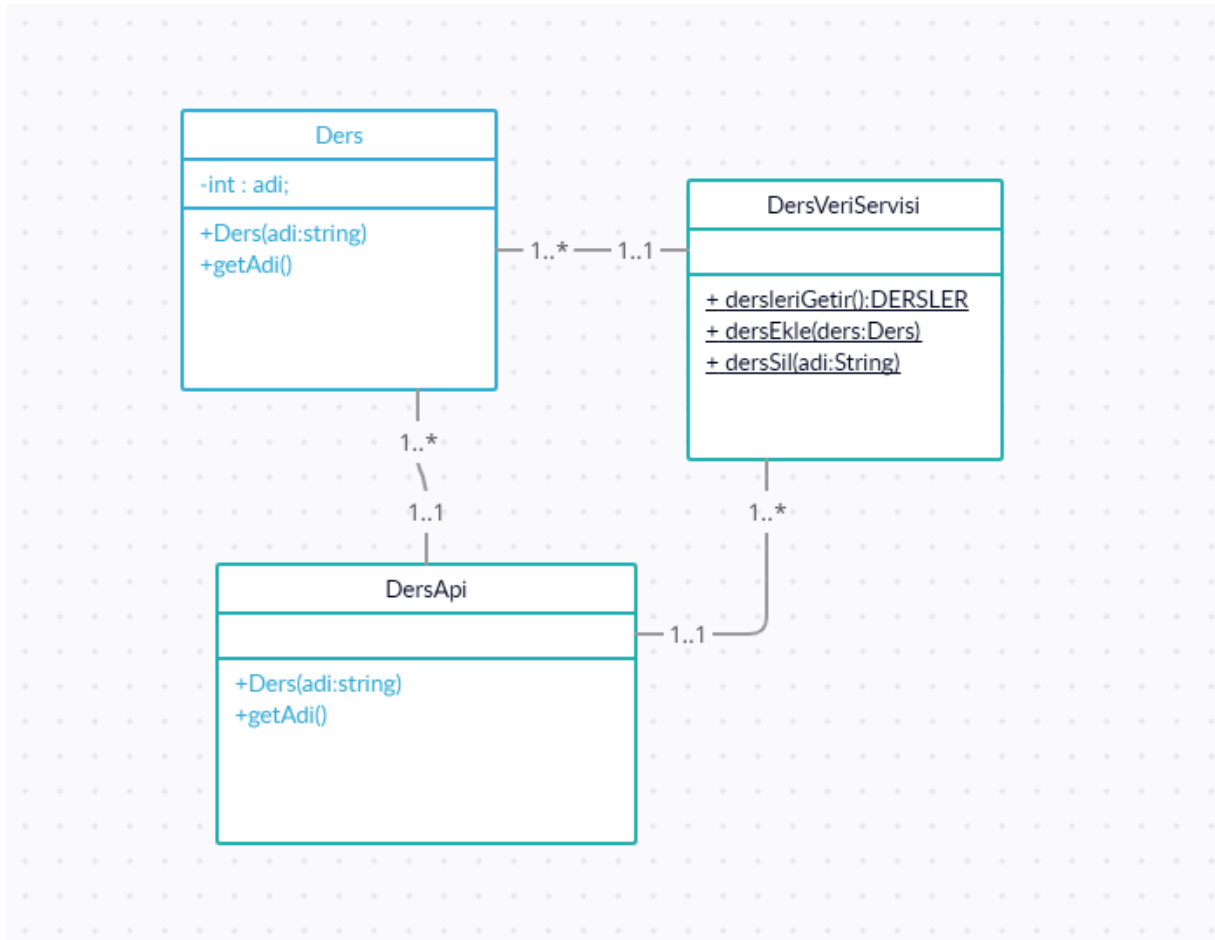 Ders
-int : adi;
+Ders(adi:string)
+getAdi()
1..*
1..1
DersVeriServisi
+ dersleriGetir():DERSLER
+ dersEkle(ders:Ders)
+ dersSil(adi:String)
1..*
1..1
1..*
1..1
DersApi
+Ders(adi:string)
+getAdi()